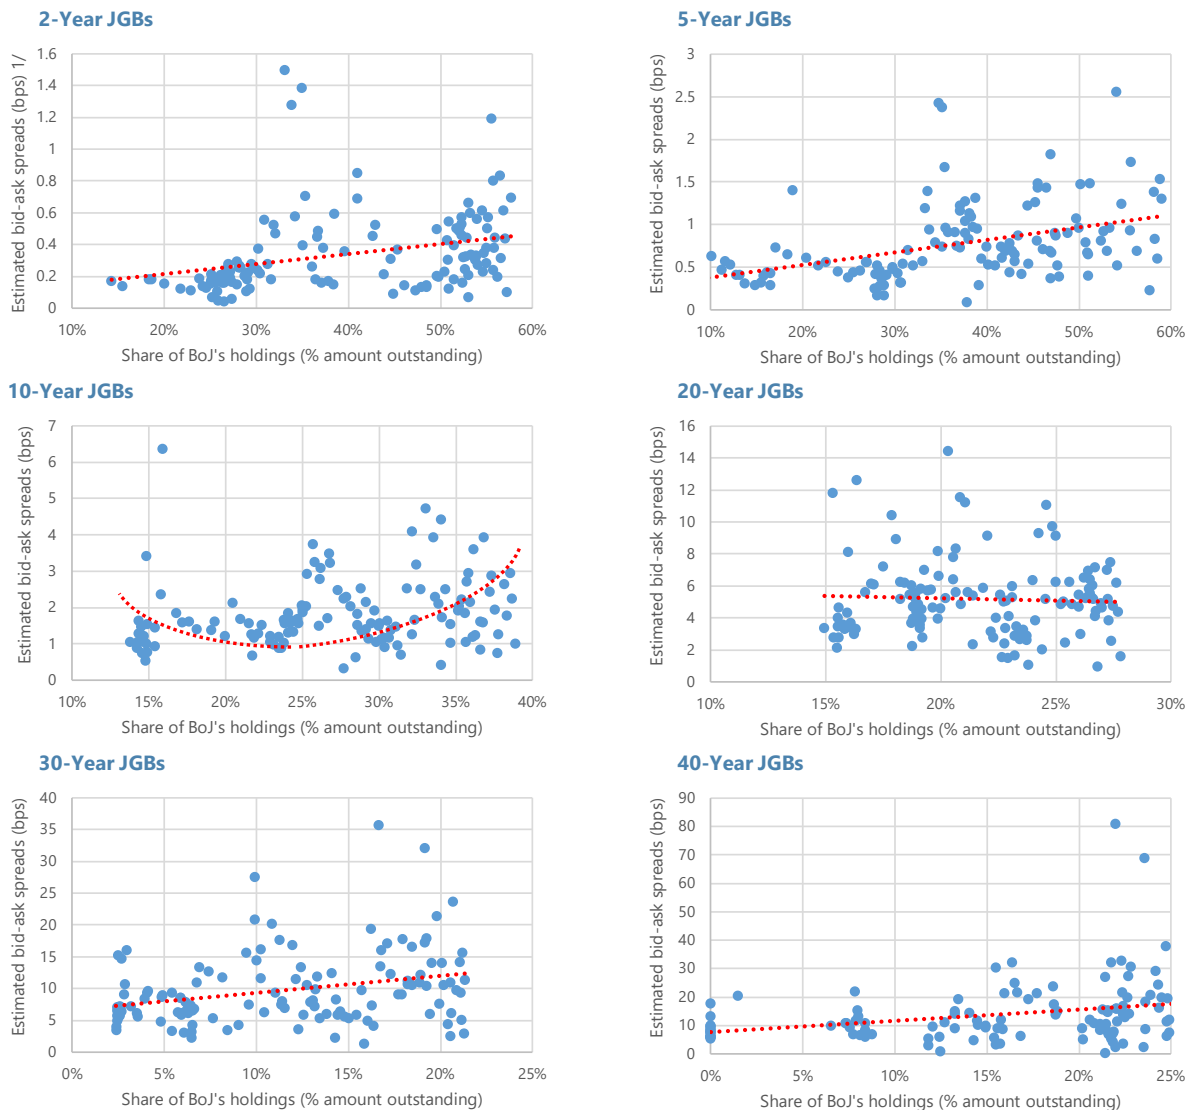 2-Year JGBs
Estimated bid-ask spreads (bps) 1/
1.6
1.4
1.2
1
0.8
0.6
0.4
0.2
0
10% 20% 30% 40% 50% 60%
Share of BoJ's holdings (% amount outstanding)
5-Year JGBs
Estimated bid-ask spreads (bps)
3
2.5
2
1.5
1
0.5
0
10% 20% 30% 40% 50% 60%
Share of BoJ's holdings (% amount outstanding)
10-Year JGBs
Estimated bid-ask spreads (bps)
7
6
5
4
3
2
1
0
10% 15% 20% 25% 30% 35% 40%
Share of BoJ's holdings (% amount outstanding)
20-Year JGBs
Estimated bid-ask spreads (bps)
16
14
12
10
8
6
4
2
0
10% 15% 20% 25% 30%
Share of BoJ's holdings (% amount outstanding)
30-Year JGBs
Estimated bid-ask spreads (bps)
40
35
30
25
20
15
10
5
0
0% 5% 10% 15% 20% 25%
Share of BoJ's holdings (% amount outstanding)
40-Year JGBs
Estimated bid-ask spreads (bps)
90
80
70
60
50
40
30
20
10
0
0% 5% 10% 15% 20% 25%
Share of BoJ's holdings (% amount outstanding)